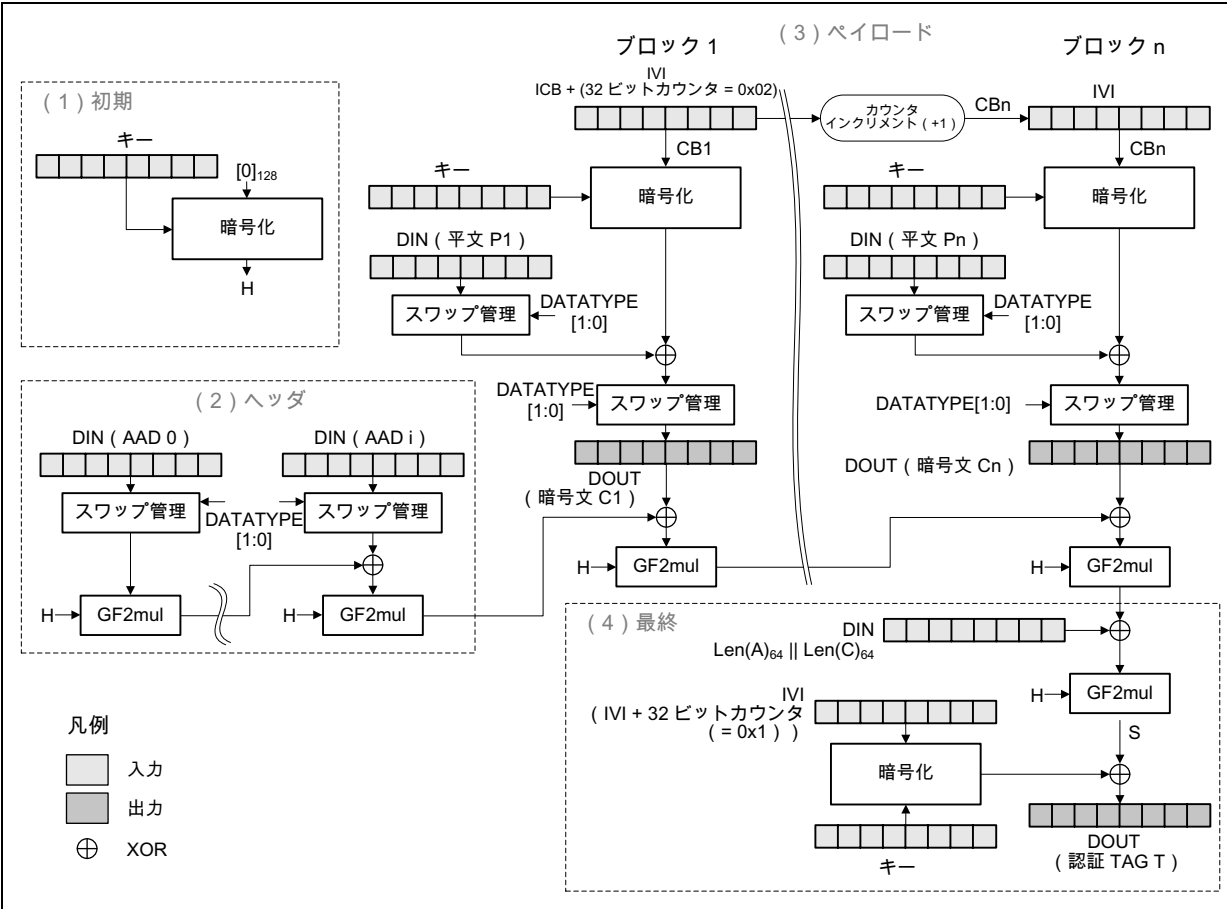 (3)ペイロード
ブロック 1
ブロック n
(1)初期
キー
[0]128
暗号化
H
IVI
ICB + (32 ビットカウンタ = 0x02)
カウンタ
インクリメント(+1)
CBn
IVI
CB1
CBn
キー
暗号化
キー
暗号化
DIN(平文 P1)
スワップ管理
DATATYPE
[1:0]
DIN(平文 Pn)
スワップ管理
DATATYPE
[1:0]
DATATYPE
[1:0]
スワップ管理
DATATYPE[1:0]
スワップ管理
DOUT
(暗号文 C1)
DOUT(暗号文 Cn)
H
GF2mul
H
GF2mul
(2)ヘッダ
DIN(AAD 0)
DIN(AAD i)
スワップ管理
スワップ管理
DATATYPE
[1:0]
H
GF2mul
H
GF2mul
(4)最終
DIN
Len(A)64 || Len(C)64
H
GF2mul
IVI
(IVI + 32 ビットカウンタ
(= 0x1))
S
暗号化
キー
DOUT
(認証 TAG T)
凡例
入力
出力
XOR